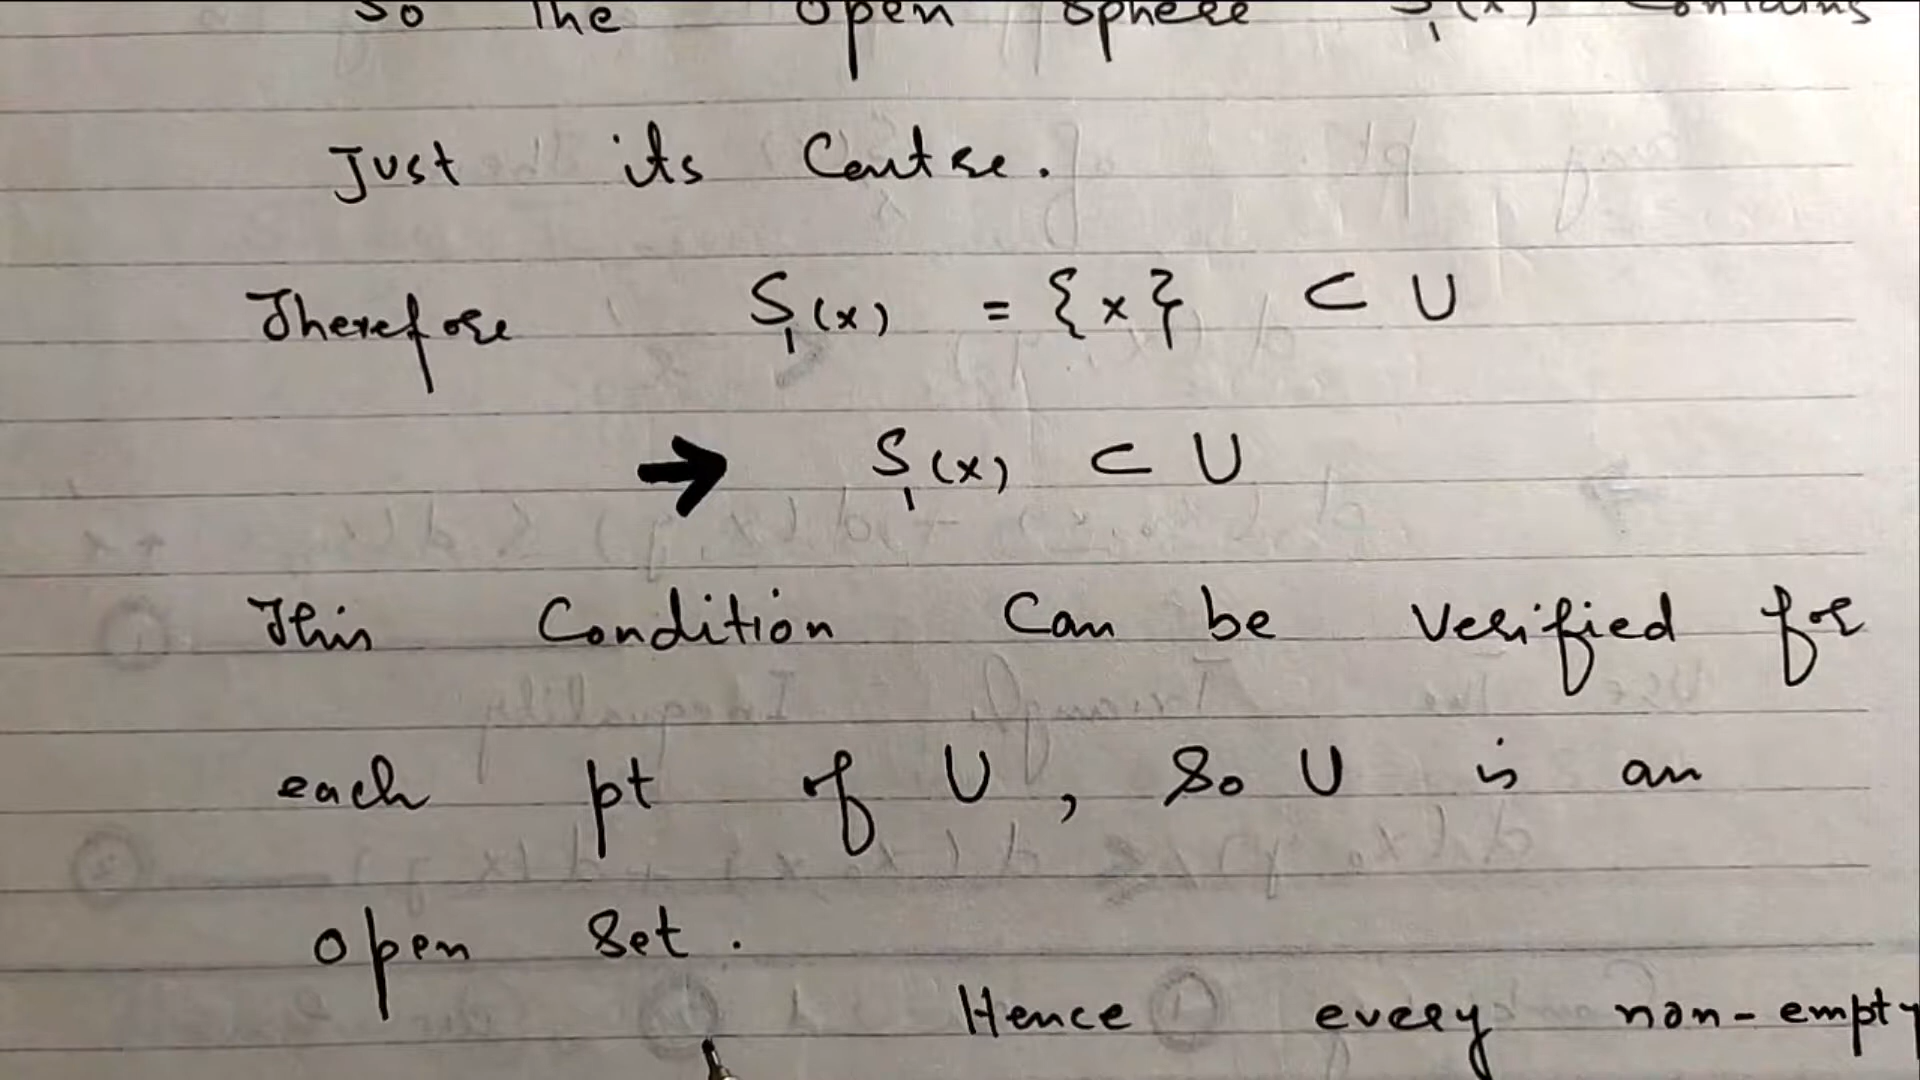 So the open sphere S₁(x) contains
Just its Centre.
Therefore S₁(x) = {x} ⊂ U
→ S₁(x) ⊂ U
This Condition Can be Verified for
each pt of U, So U is an
open Set.
Hence every non-empty